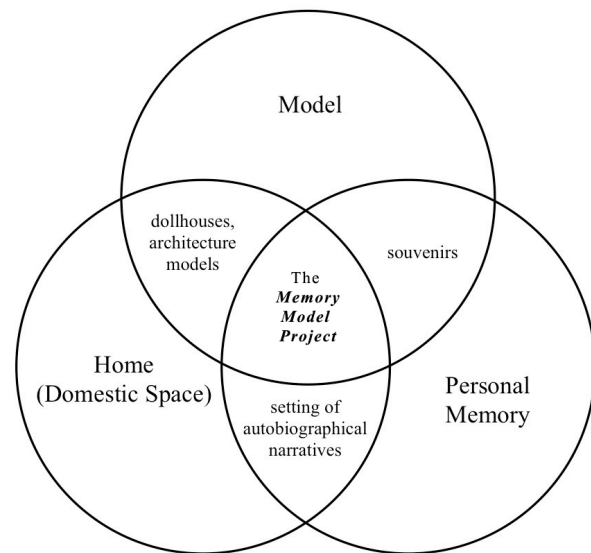 Model
dollhouses,
architecture
models
souvenirs
The
Memory
Model
Project
Home
(Domestic Space)
Personal
Memory
setting of
autobiographical
narratives